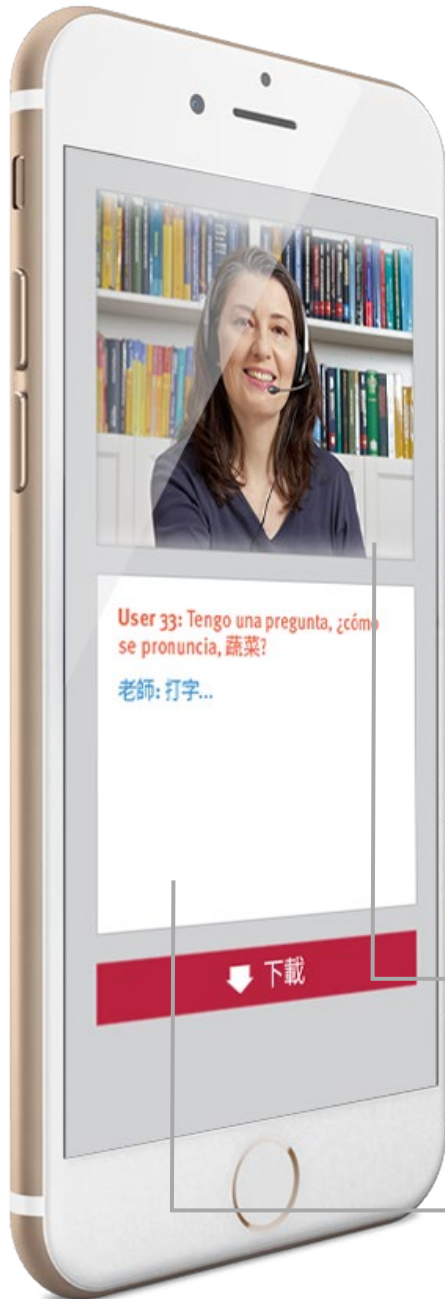 User 33: Tengo una pregunta, ¿cómo
se pronuncia, 蔬菜?
老師: 打字...
下載